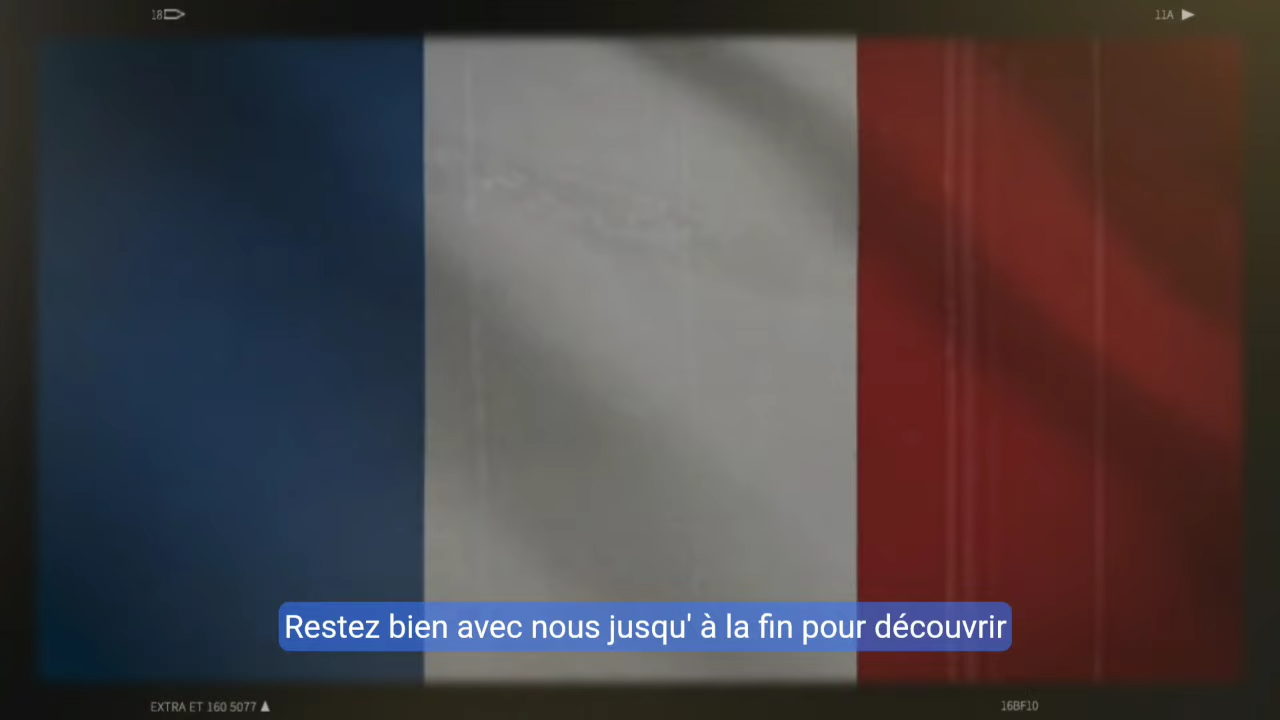 18
11A
Restez bien avec nous jusqu' à la fin pour découvrir
EXTRA ET 160 5077
16BF10